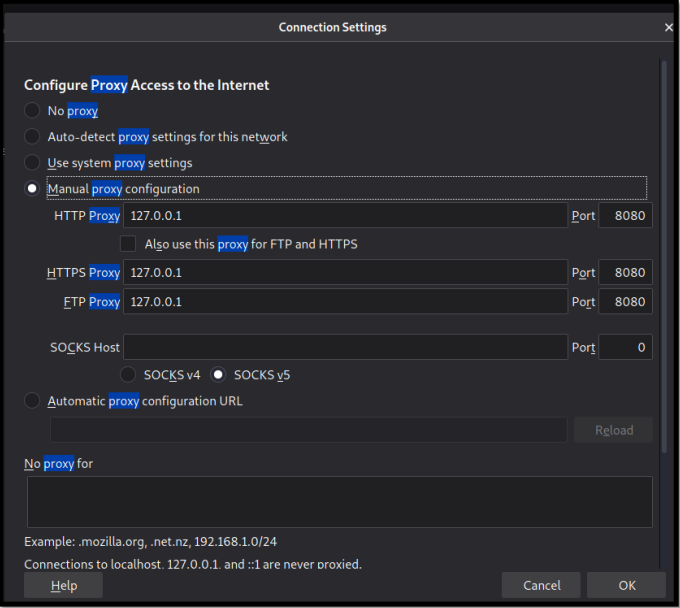 Connection Settings
Configure Proxy Access to the Internet
No proxy
Auto-detect proxy settings for this network
Use system proxy settings
Manual proxy configuration
HTTP Proxy 127.0.0.1 Port 8080
Also use this proxy for FTP and HTTPS
HTTPS Proxy 127.0.0.1 Port 8080
FTP Proxy 127.0.0.1 Port 8080
SOCKS Host Port 0
SOCKS v4 SOCKS v5
Automatic proxy configuration URL
Reload
No proxy for
Example: .mozilla.org, .net.nz, 192.168.1.0/24
Connections to localhost, 127.0.0.1, and ::1 are never proxied.
Help Cancel OK